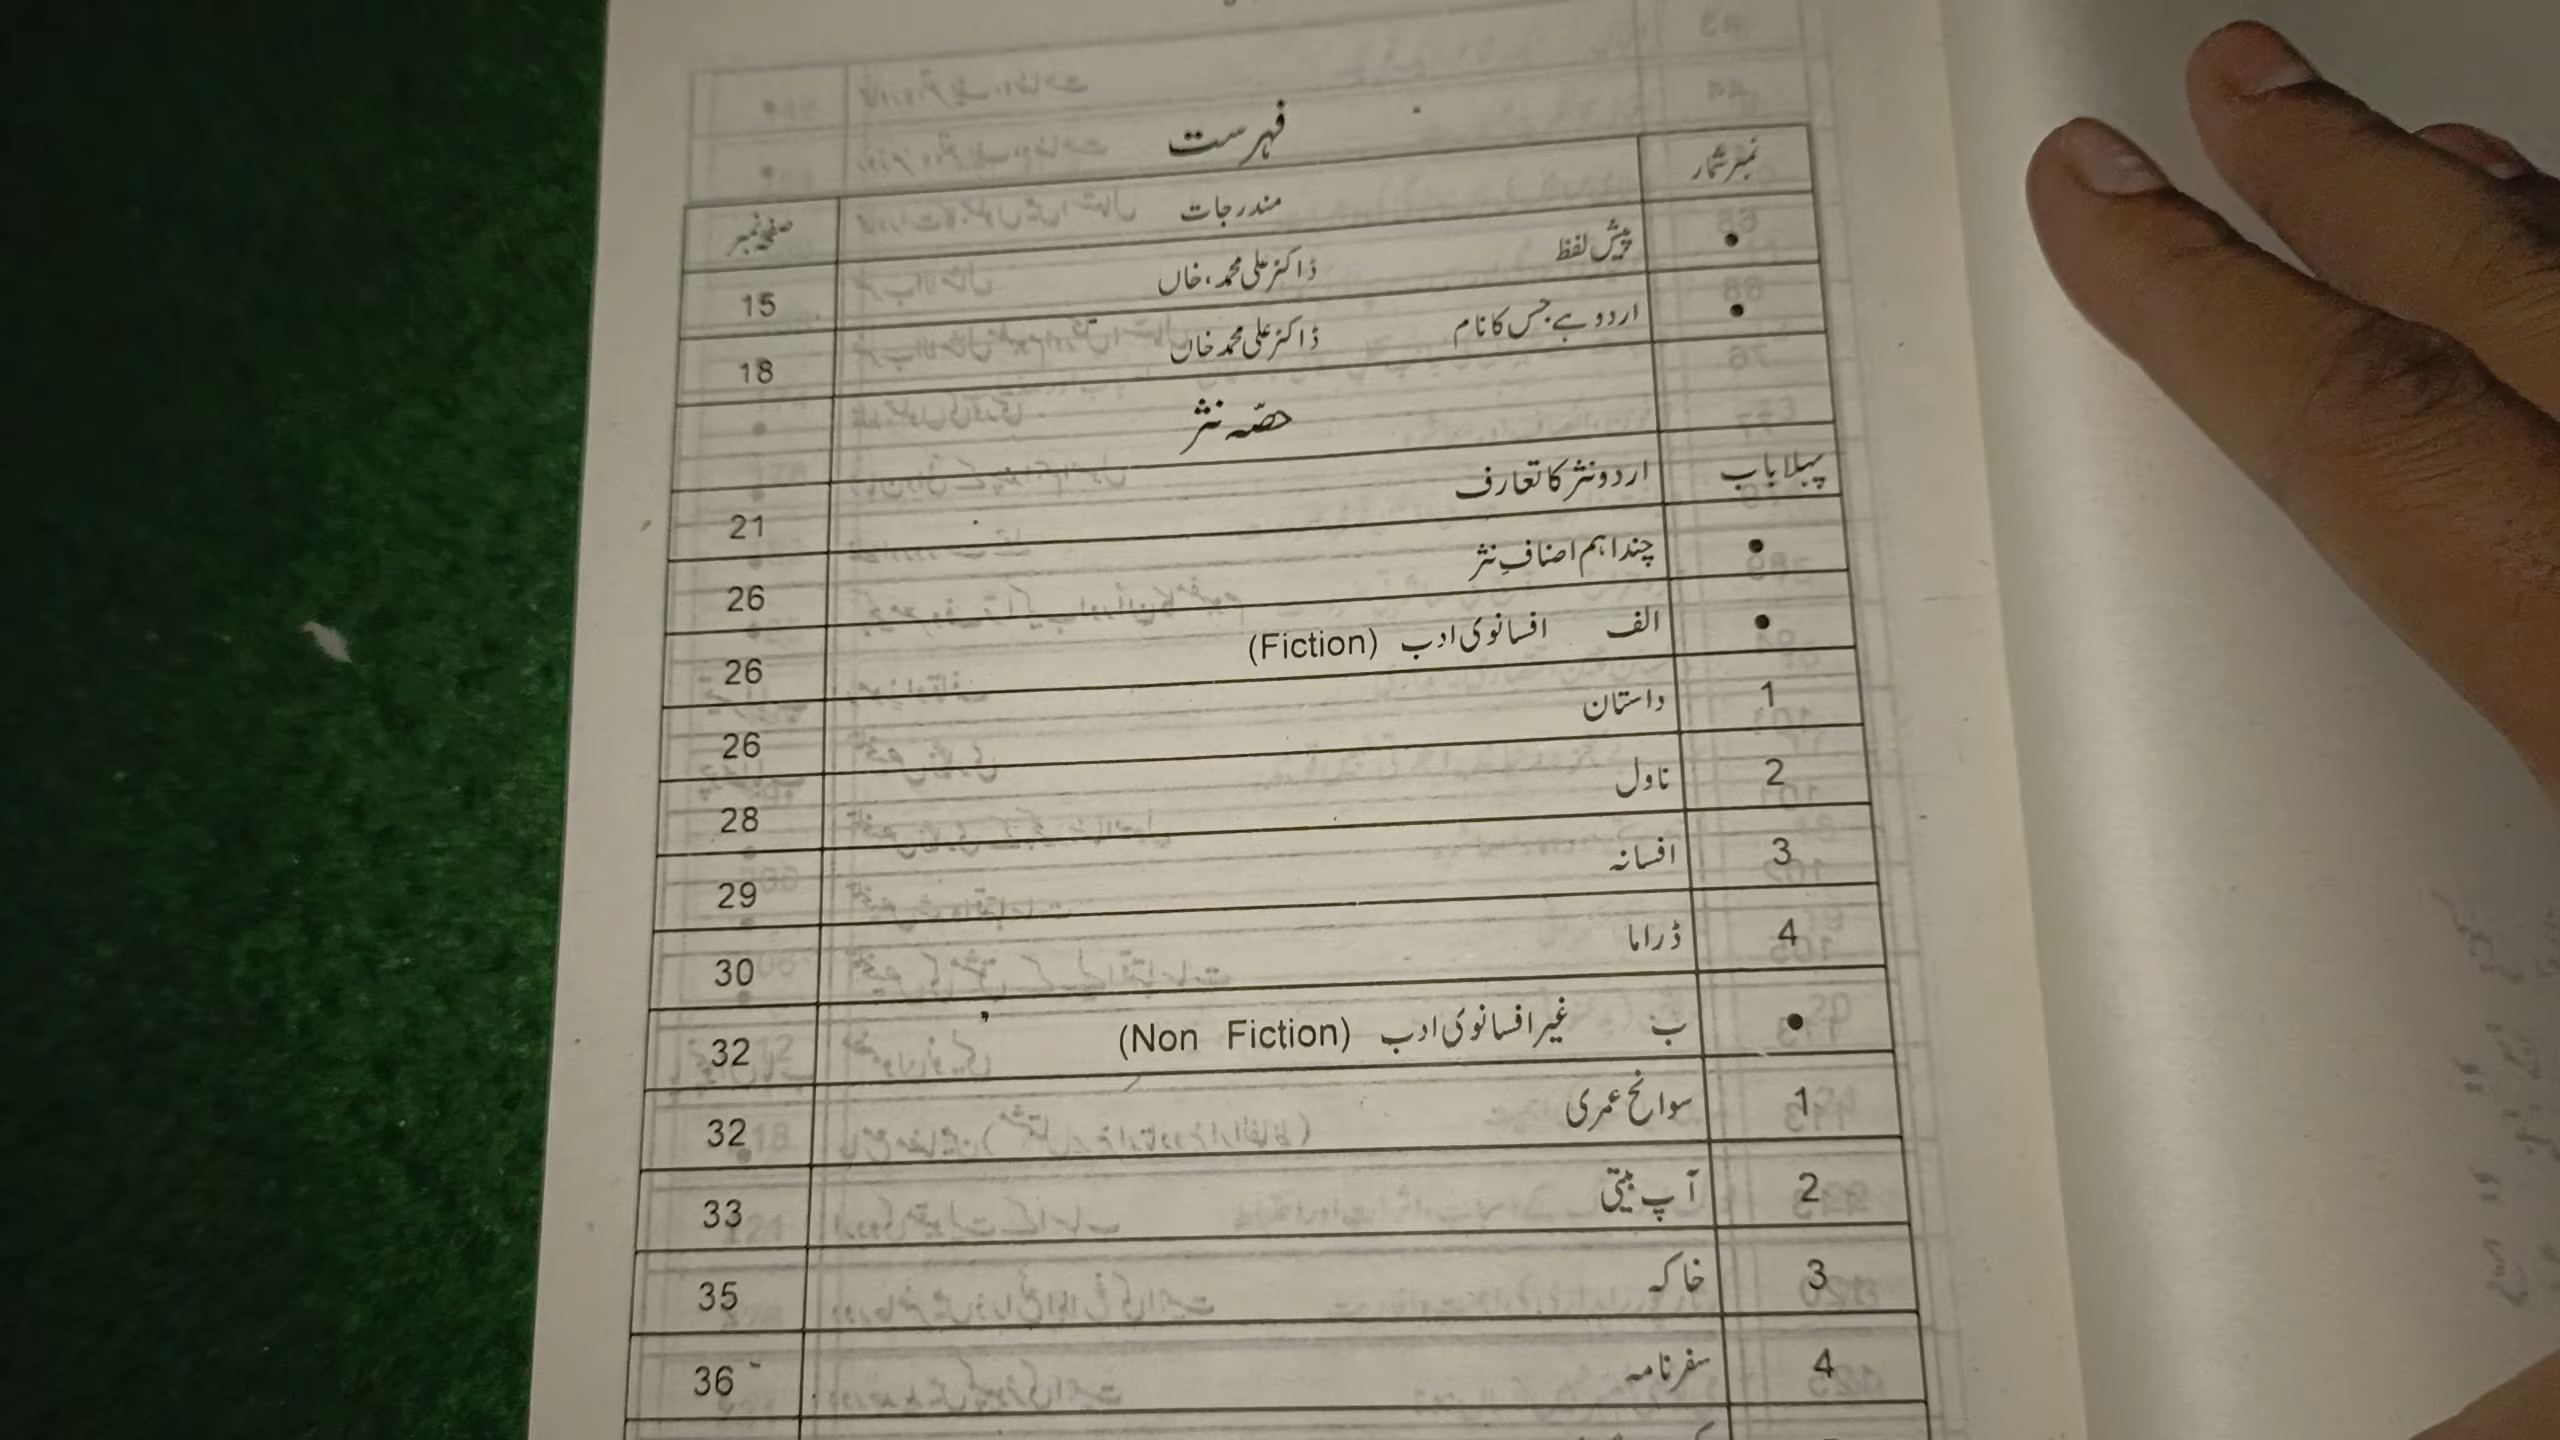 فہرست
نمبر شمار مندرجات صفحہ نمبر
• پیش لفظ ڈاکٹر علی محمد، خاں 15
• اردو ہے جس کا نام ڈاکٹر علی محمد خاں 18
حصّہ نثر
پہلا باب اردو نثر کا تعارف 21
• چند اہم اصنافِ نثر 26
• الف افسانوی ادب (Fiction) 26
1 داستان 26
2 ناول 28
3 افسانہ 29
4 ڈراما 30
• ب غیر افسانوی ادب (Non Fiction) 32
1 سوانح عمری 32
2 آپ بیتی 33
3 خاکہ 35
4 سفرنامہ 36